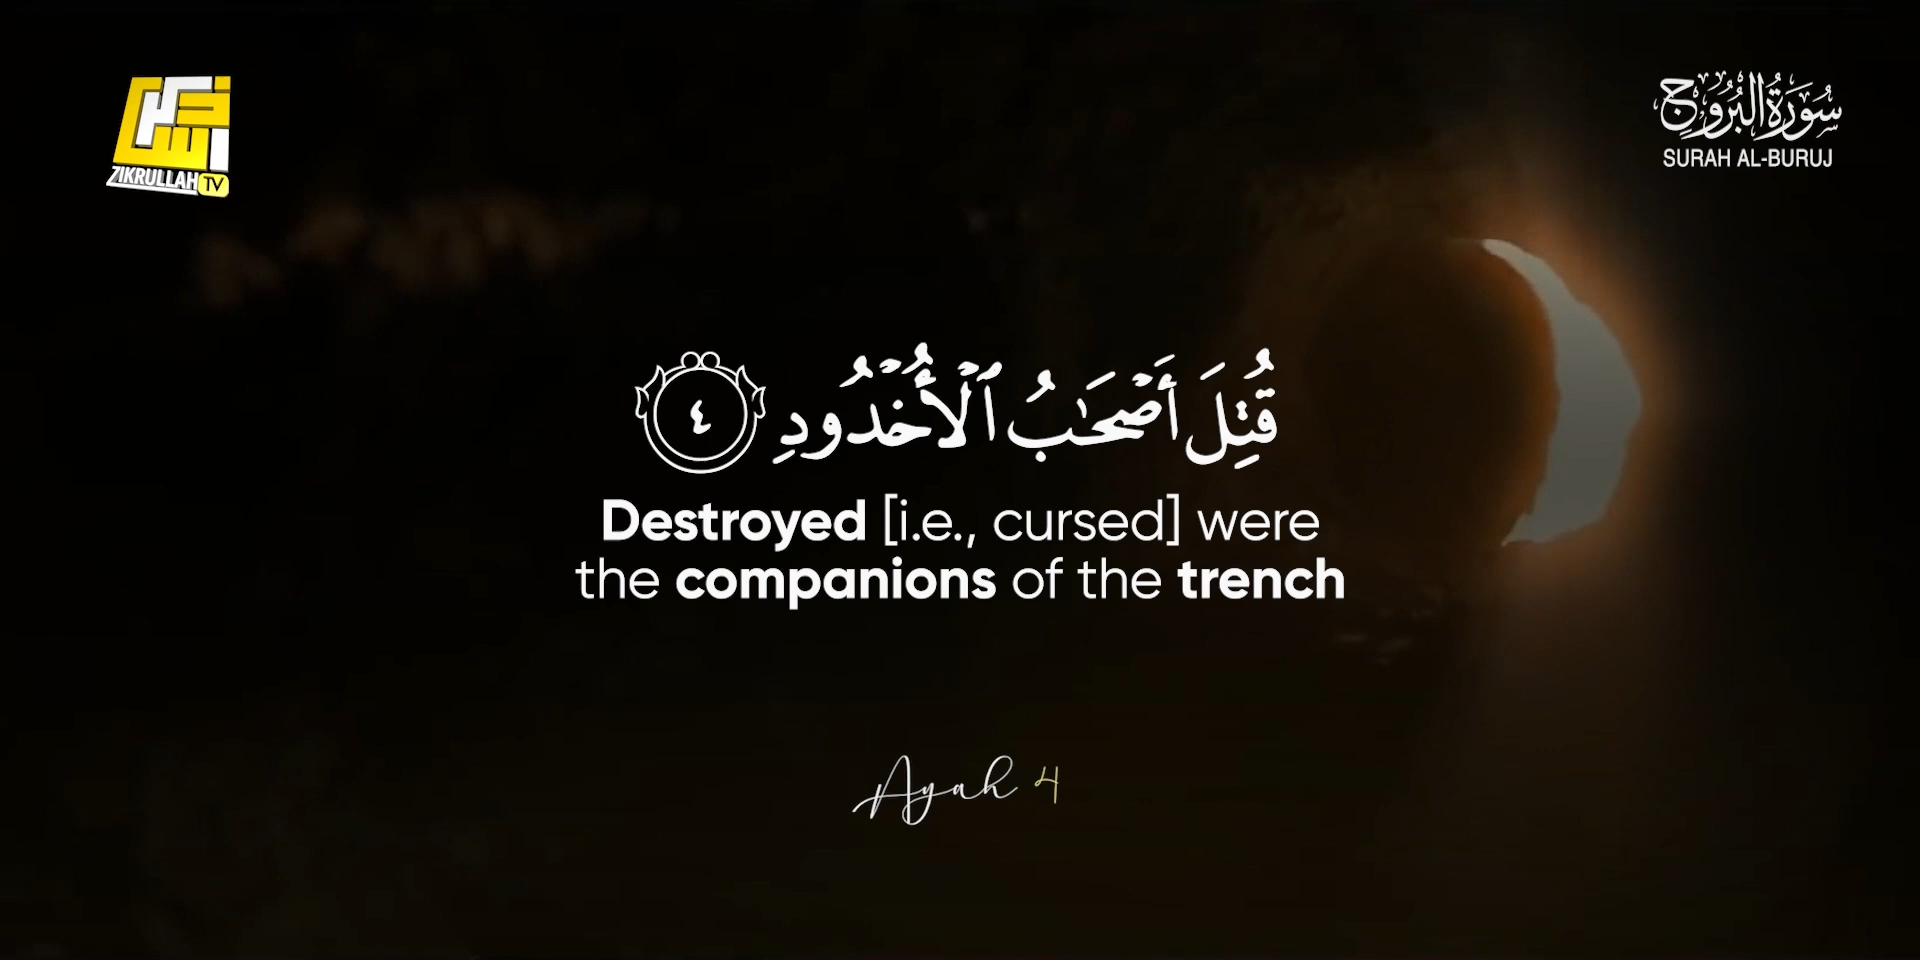 ZIKRULLAH TV
سُورَةُ البُرُوجِ
SURAH AL-BURUJ
قُتِلَ أَصْحَٰبُ ٱلْأُخْدُودِ ٤
Destroyed [i.e., cursed] were
the companions of the trench
Ayah 4